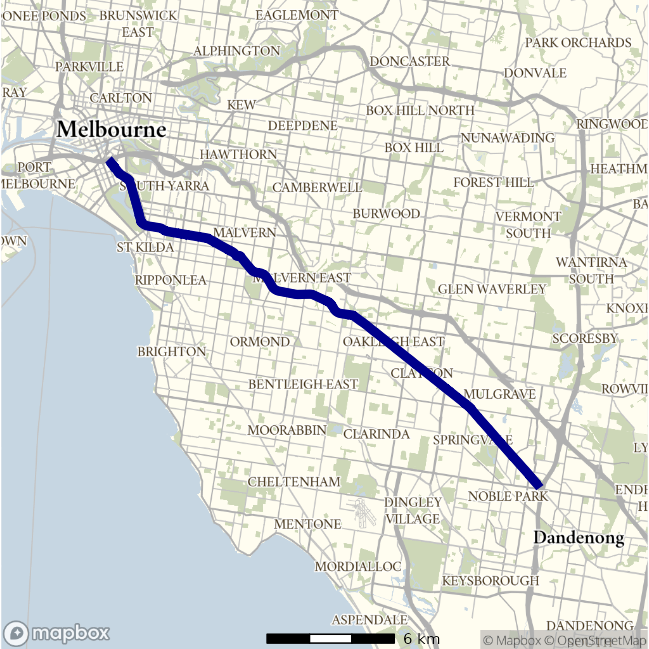 ONEE PONDS
BRUNSWICK
EAST
EAGLEMONT
ALPHINGTON
PARK ORCHARDS
PARKVILLE
DONCASTER
DONVALE
RAY
CARLTON
KEW
BOX HILL NORTH
Melbourne
DEEPDENE
RINGWOOD
NUNAWADING
HAWTHORN
BOX HILL
PORT
MELBOURNE
SOUTH YARRA
CAMBERWELL
FOREST HILL
HEATHM
BURWOOD
VERMONT
SOUTH
BA
OWN
ST KILDA
MALVERN
WANTIRNA
SOUTH
RIPPONLEA
MALVERN EAST
GLEN WAVERLEY
KNOX
BRIGHTON
ORMOND
OAKLEIGH EAST
SCORESBY
BENTLEIGH EAST
CLAYTON
MULGRAVE
ROWVIL
MOORABBIN
CLARINDA
SPRINGVALE
LY
CHELTENHAM
DINGLEY
VILLAGE
NOBLE PARK
ENDE
H
MENTONE
Dandenong
MORDIALLOC
KEYSBOROUGH
ASPENDALE
DANDENONG
SOUTH
mapbox
6 km
© Mapbox © OpenStreetMap